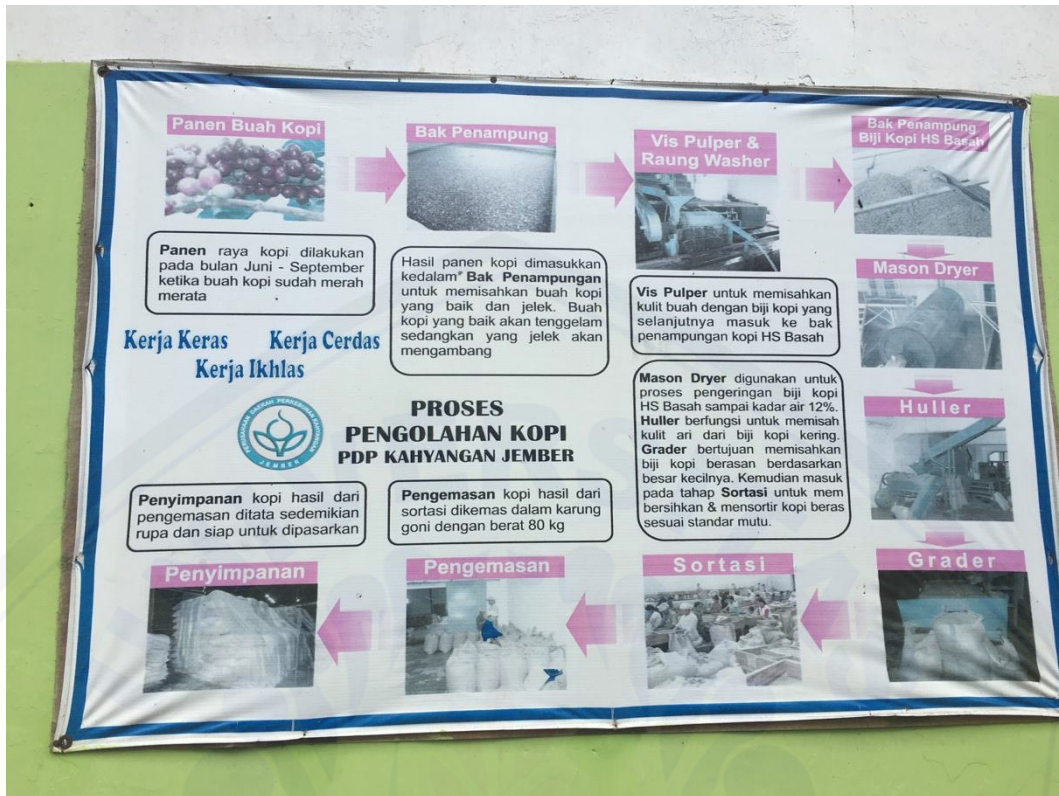 Panen Buah Kopi
Bak Penampung
Vis Pulper &
Raung Washer
Bak Penampung
Biji Kopi HS Basah
Panen raya kopi dilakukan
pada bulan Juni - September
ketika buah kopi sudah merah
merata
Hasil panen kopi dimasukkan
kedalam" Bak Penampungan
untuk memisahkan buah kopi
yang baik dan jelek. Buah
kopi yang baik akan tenggelam
sedangkan yang jelek akan
mengambang
Vis Pulper untuk memisahkan
kulit buah dengan biji kopi yang
selanjutnya masuk ke bak
penampungan kopi HS Basah
Mason Dryer
Kerja Keras Kerja Cerdas
Kerja Ikhlas
PERUSAHAAN DAERAH PERKEBUNAN KAHYANGAN
JEMBER
PROSES
PENGOLAHAN KOPI
PDP KAHYANGAN JEMBER
Mason Dryer digunakan untuk
proses pengeringan biji kopi
HS Basah sampai kadar air 12%.
Huller berfungsi untuk memisah
kulit ari dari biji kopi kering.
Grader bertujuan memisahkan
biji kopi berasan berdasarkan
besar kecilnya. Kemudian masuk
pada tahap Sortasi untuk mem
bersihkan & mensortir kopi beras
sesuai standar mutu.
Huller
Penyimpanan kopi hasil dari
pengemasan ditata sedemikian
rupa dan siap untuk dipasarkan
Pengemasan kopi hasil dari
sortasi dikemas dalam karung
goni dengan berat 80 kg
Penyimpanan
Pengemasan
Sortasi
Grader